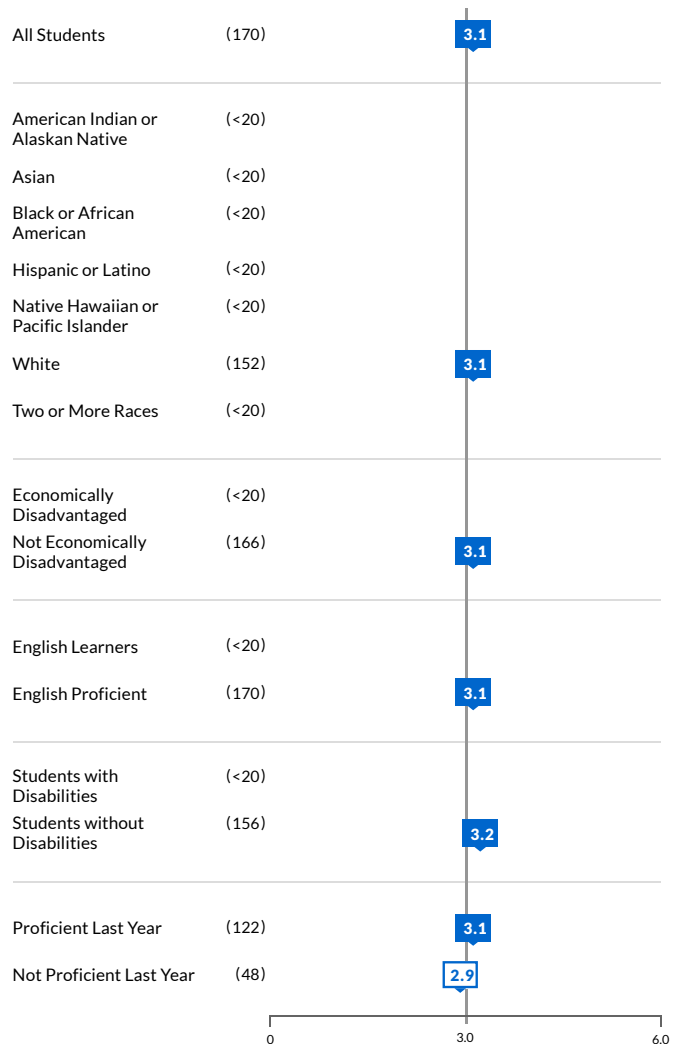 All Students (170) 3.1
American Indian or
Alaskan Native (<20)
Asian (<20)
Black or African
American (<20)
Hispanic or Latino (<20)
Native Hawaiian or
Pacific Islander (<20)
White (152) 3.1
Two or More Races (<20)
Economically
Disadvantaged (<20)
Not Economically
Disadvantaged (166) 3.1
English Learners (<20)
English Proficient (170) 3.1
Students with
Disabilities (<20)
Students without
Disabilities (156) 3.2
Proficient Last Year (122) 3.1
Not Proficient Last Year (48) 2.9
0 3.0 6.0